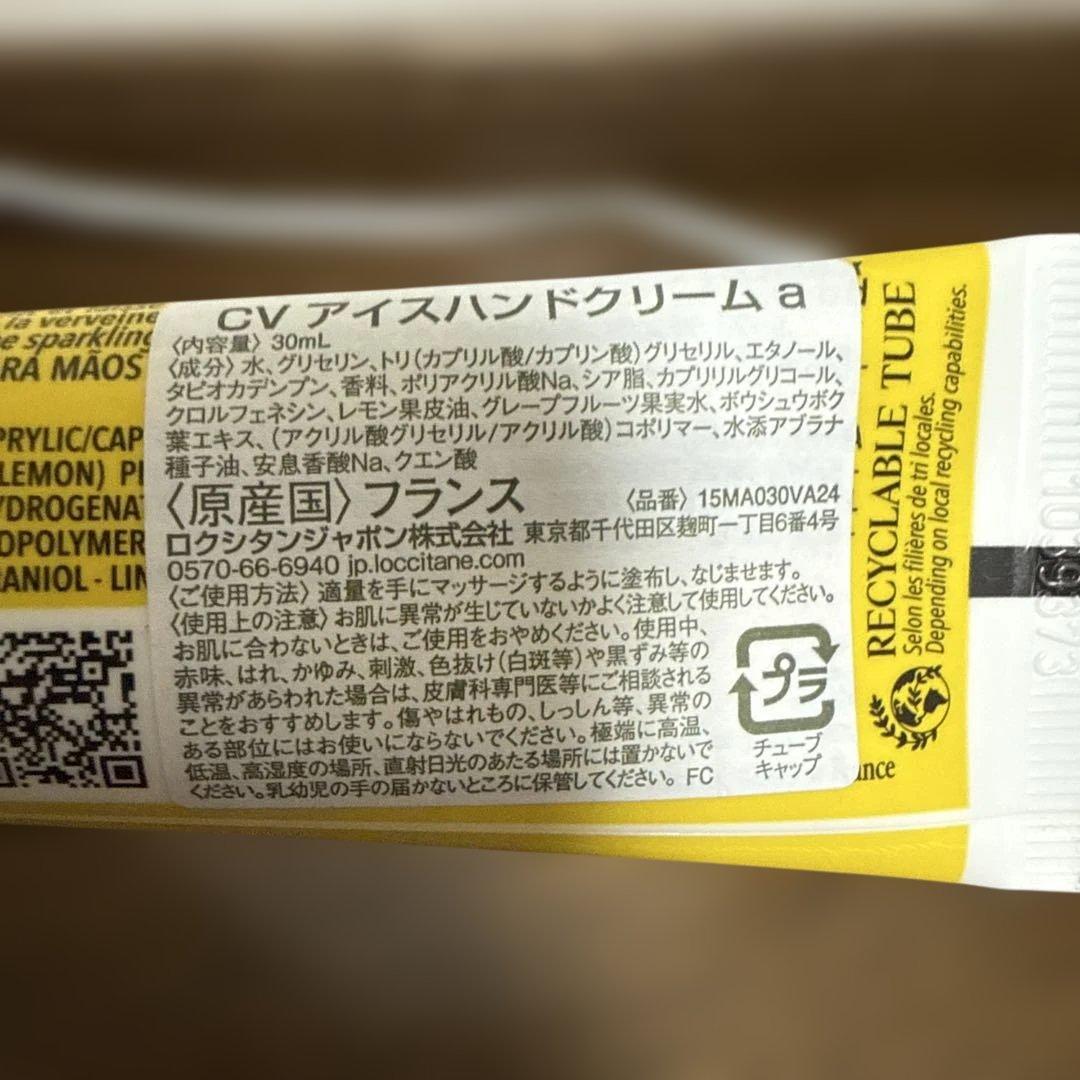 CV アイスハンドクリーム a
〈内容量〉 30mL
〈成分〉水、グリセリン、トリ(カプリル酸/カプリン酸)グリセリル、エタノール、
タピオカデンプン、香料、ポリアクリル酸Na、シア脂、カプリリルグリコール、
クロルフェネシン、レモン果皮油、グレープフルーツ果実水、ボウシュウボク
葉エキス、(アクリル酸グリセリル/アクリル酸)コポリマー、水添アブラナ
種子油、安息香酸Na、クエン酸
〈原産国〉フランス 〈品番〉 15MA030VA24
ロクシタンジャポン株式会社 東京都千代田区麹町一丁目6番4号
0570-66-6940 jp.loccitane.com
〈ご使用方法〉適量を手にマッサージするように塗布し、なじませます。
〈使用上の注意〉お肌に異常が生じていないかよく注意して使用してください。
お肌に合わないときは、ご使用をおやめください。使用中、
赤味、はれ、かゆみ、刺激、色抜け(白斑等)や黒ずみ等の
異常があらわれた場合は、皮膚科専門医等にご相談される
ことをおすすめします。傷やはれもの、しっしん等、異常の
ある部位にはお使いにならないでください。極端に高温、
低温、高湿度の場所、直射日光のあたる場所には置かないで
ください。乳幼児の手の届かないところに保管してください。 FC
プラ
チューブ
キャップ
la verveine
sparkling
MÃOS
PRYLIC/CAP
LEMON) P
YDROGENA
OPOLYMER
ANIOL - LIN
RECYCLABLE TUBE
Selon les filières de tri locales.
Depending on local recycling capabilities.